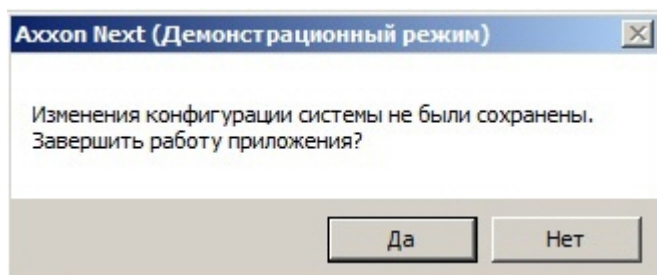 Axxon Next (Демонстрационный режим)
Изменения конфигурации системы не были сохранены.
Завершить работу приложения?
Да
Нет